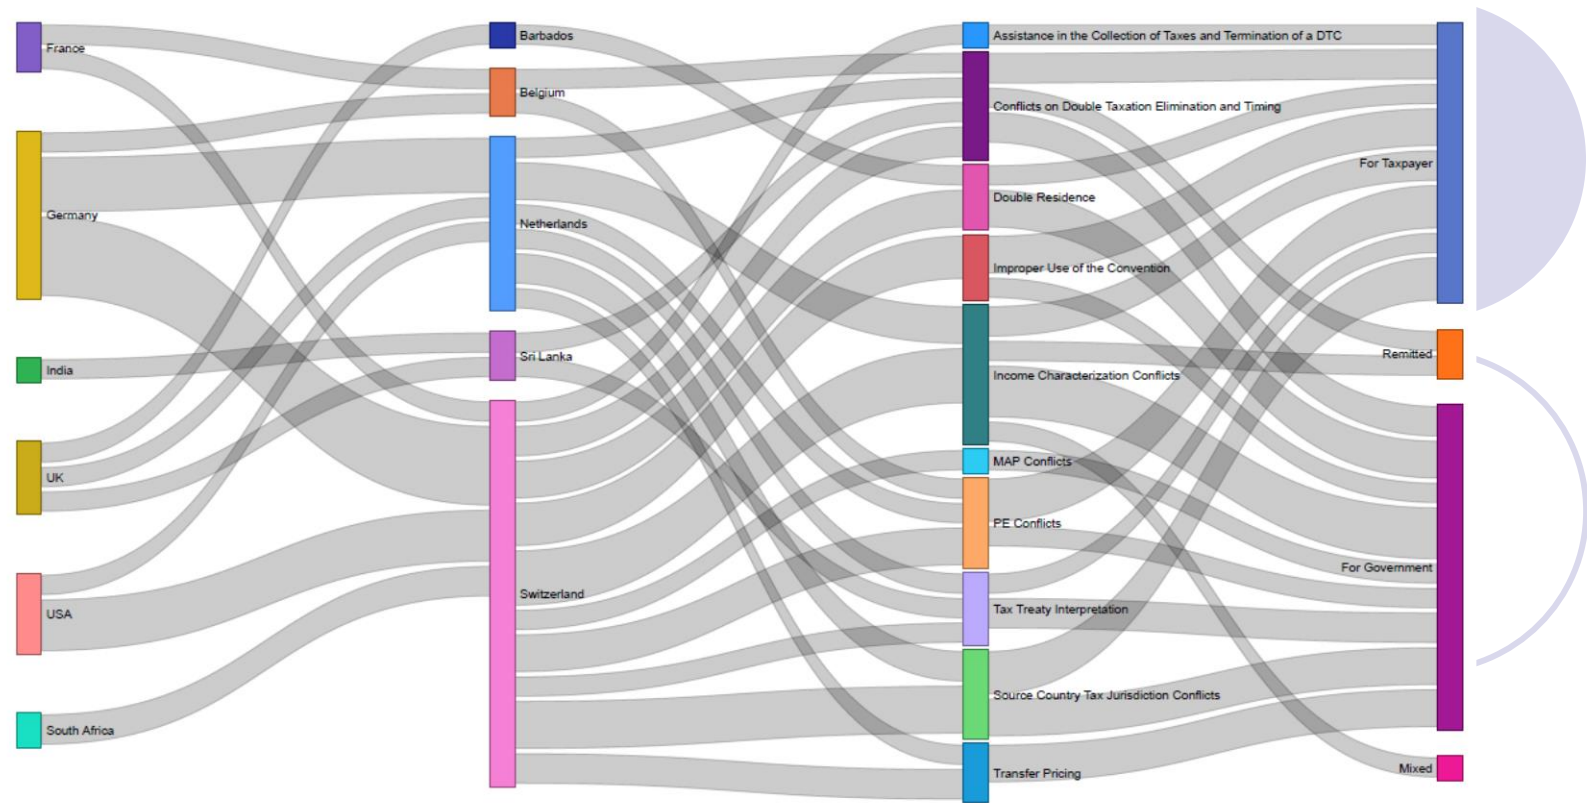 France
Germany
India
UK
USA
South Africa
Barbados
Belgium
Netherlands
Sri Lanka
Switzerland
Assistance in the Collection of Taxes and Termination of a DTC
Conflicts on Double Taxation Elimination and Timing
Double Residence
Improper Use of the Convention
Income Characterization Conflicts
MAP Conflicts
PE Conflicts
Tax Treaty Interpretation
Source Country Tax Jurisdiction Conflicts
Transfer Pricing
For Taxpayer
Remitted
For Government
Mixed